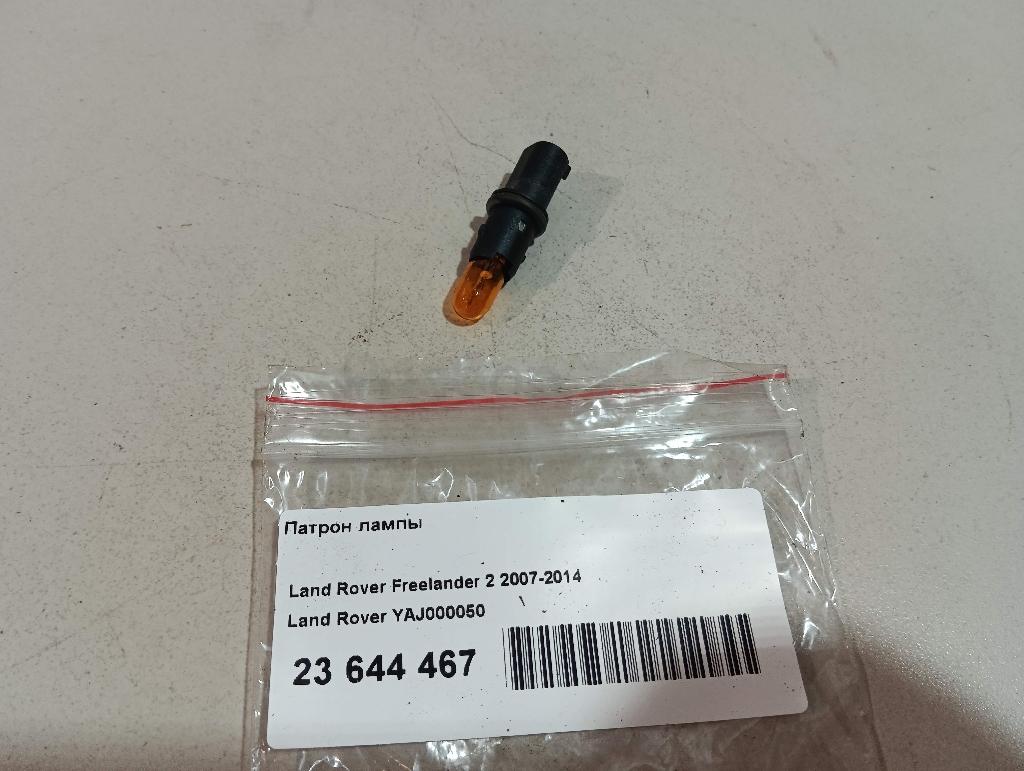 Патрон лампы
Land Rover Freelander 2 2007-2014
Land Rover YAJ000050
23 644 467